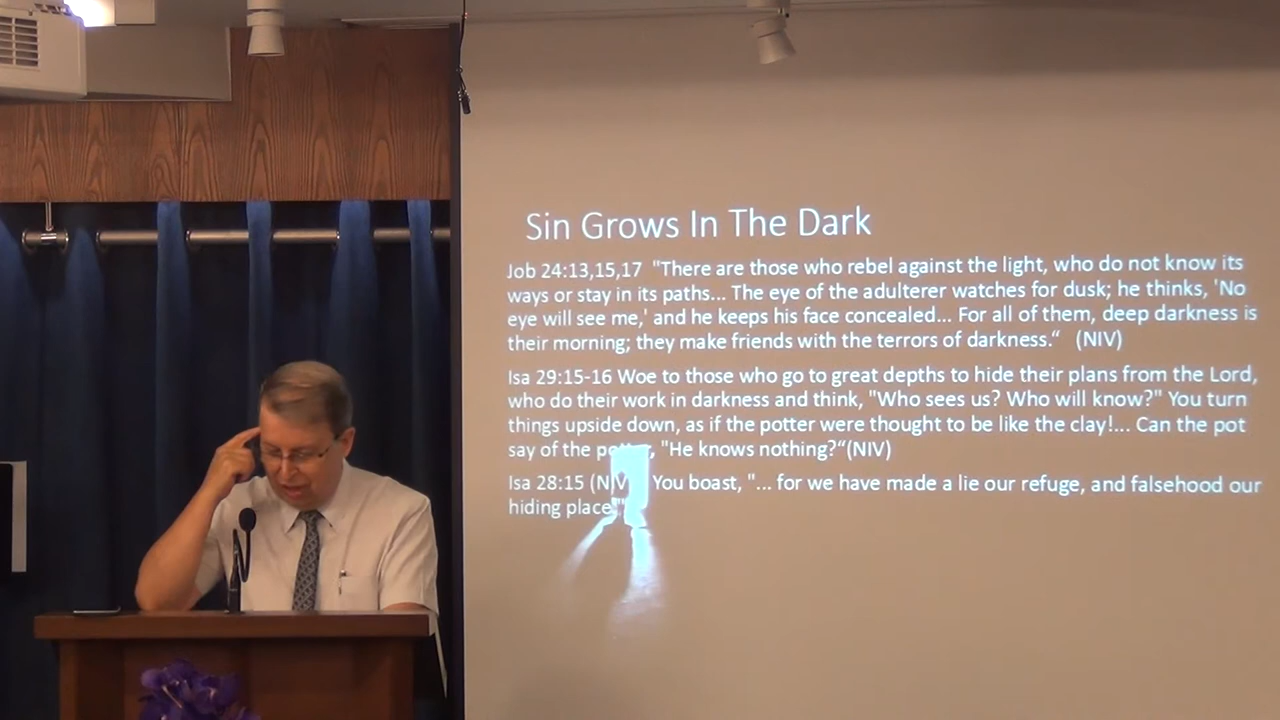 Sin Grows In The Dark
Job 24:13,15,17 "There are those who rebel against the light, who do not know its
ways or stay in its paths... The eye of the adulterer watches for dusk; he thinks, 'No
eye will see me,' and he keeps his face concealed... For all of them, deep darkness is
their morning; they make friends with the terrors of darkness.“ (NIV)
Isa 29:15-16 Woe to those who go to great depths to hide their plans from the Lord,
who do their work in darkness and think, "Who sees us? Who will know?" You turn
things upside down, as if the potter were thought to be like the clay!... Can the pot
say of the potter, "He knows nothing?“(NIV)
Isa 28:15 (NIV) You boast, "... for we have made a lie our refuge, and falsehood our
hiding place."